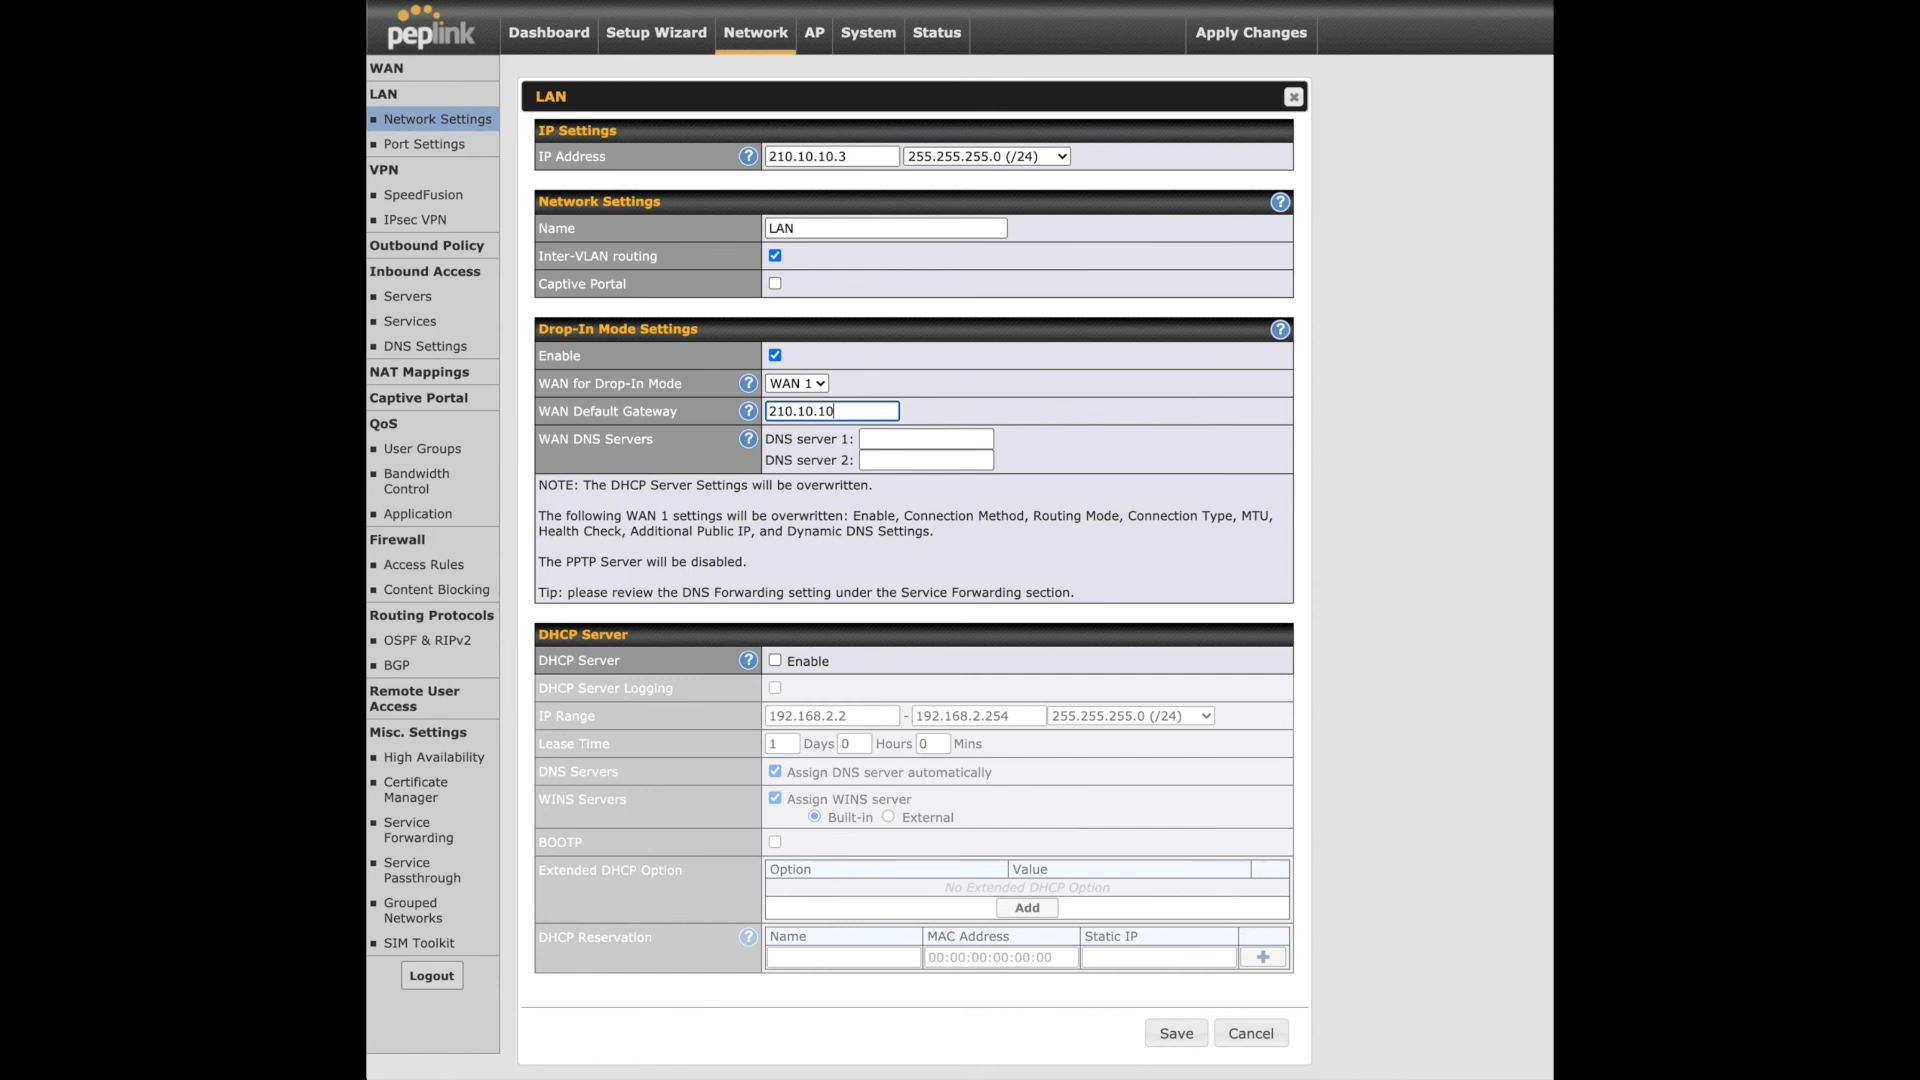 peplink
Dashboard
Setup Wizard
Network
AP
System
Status
Apply Changes
WAN
LAN
Network Settings
Port Settings
VPN
SpeedFusion
IPsec VPN
Outbound Policy
Inbound Access
Servers
Services
DNS Settings
NAT Mappings
Captive Portal
QoS
User Groups
Bandwidth
Control
Application
Firewall
Access Rules
Content Blocking
Routing Protocols
OSPF & RIPv2
BGP
Remote User
Access
Misc. Settings
High Availability
Certificate
Manager
Service
Forwarding
Service
Passthrough
Grouped
Networks
SIM Toolkit
Logout
LAN
IP Settings
IP Address ? 210.10.10.3 255.255.255.0 (/24)
Network Settings ?
Name LAN
Inter-VLAN routing
Captive Portal
Drop-In Mode Settings ?
Enable
WAN for Drop-In Mode ? WAN 1
WAN Default Gateway ? 210.10.10
WAN DNS Servers ? DNS server 1:
DNS server 2:
NOTE: The DHCP Server Settings will be overwritten.
The following WAN 1 settings will be overwritten: Enable, Connection Method, Routing Mode, Connection Type, MTU,
Health Check, Additional Public IP, and Dynamic DNS Settings.
The PPTP Server will be disabled.
Tip: please review the DNS Forwarding setting under the Service Forwarding section.
DHCP Server
DHCP Server ? Enable
DHCP Server Logging
IP Range 192.168.2.2 - 192.168.2.254 255.255.255.0 (/24)
Lease Time 1 Days 0 Hours 0 Mins
DNS Servers Assign DNS server automatically
WINS Servers Assign WINS server
Built-in External
BOOTP
Extended DHCP Option Option Value
No Extended DHCP Option
Add
DHCP Reservation ? Name MAC Address Static IP
00:00:00:00:00:00 +
Save Cancel